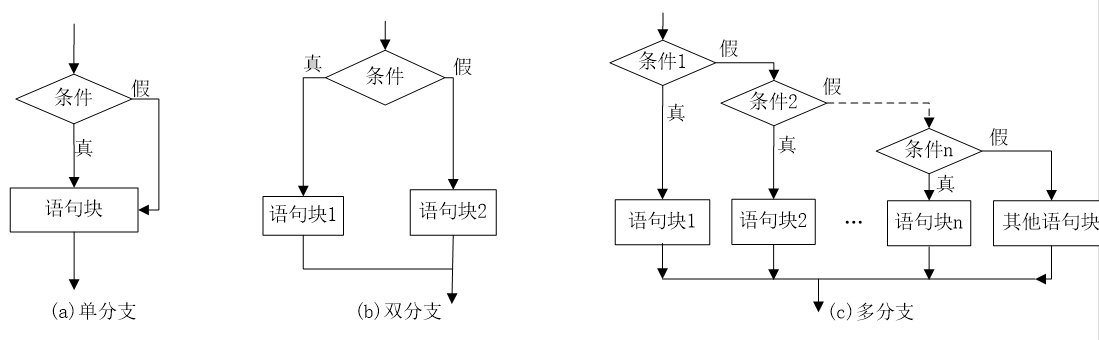 条件
假
真
语句块
(a)单分支
真
条件
假
语句块1
语句块2
(b)双分支
条件1
假
真
条件2
假
真
条件n
假
真
语句块1
语句块2
…
语句块n
其他语句块
(c)多分支